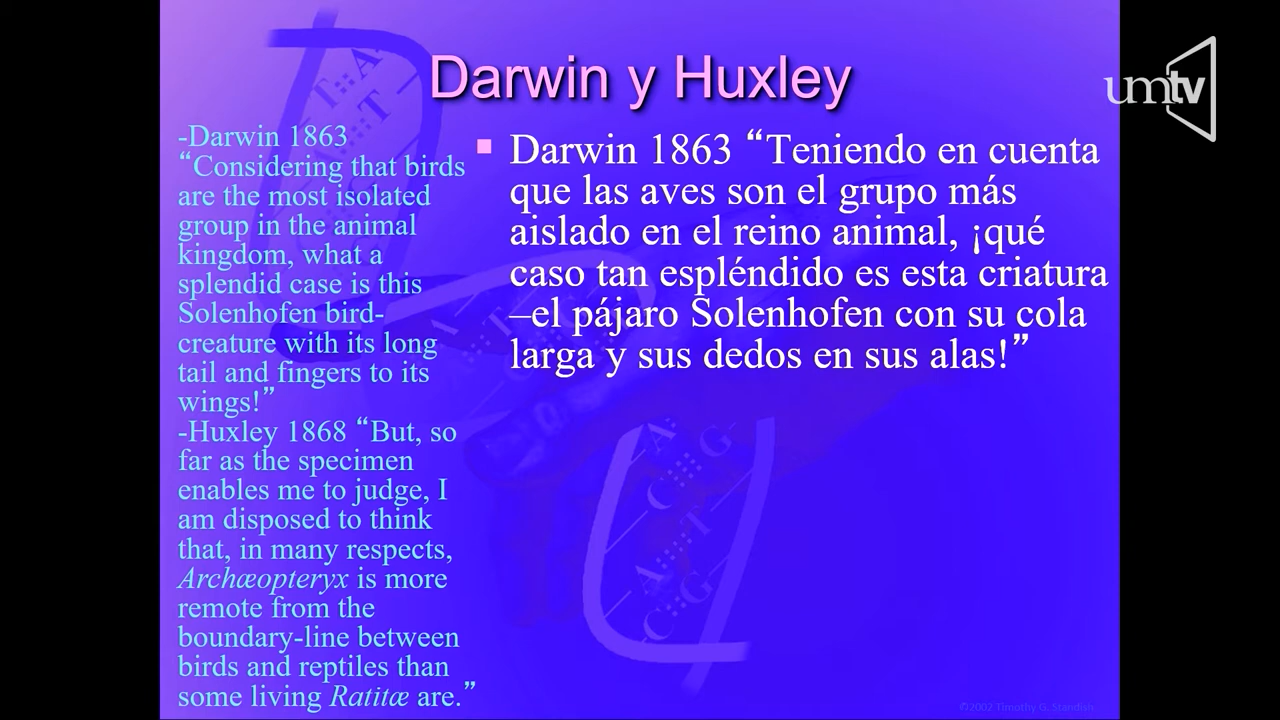 Darwin y Huxley
umtv
-Darwin 1863
“Considering that birds
are the most isolated
group in the animal
kingdom, what a
splendid case is this
Solenhofen bird-
creature with its long
tail and fingers to its
wings!”
-Huxley 1868 “But, so
far as the specimen
enables me to judge, I
am disposed to think
that, in many respects,
Archæopteryx is more
remote from the
boundary-line between
birds and reptiles than
some living Ratitæ are.”
Darwin 1863 “Teniendo en cuenta
que las aves son el grupo más
aislado en el reino animal, ¡qué
caso tan espléndido es esta criatura
–el pájaro Solenhofen con su cola
larga y sus dedos en sus alas!”
©2002 Timothy G. Standish